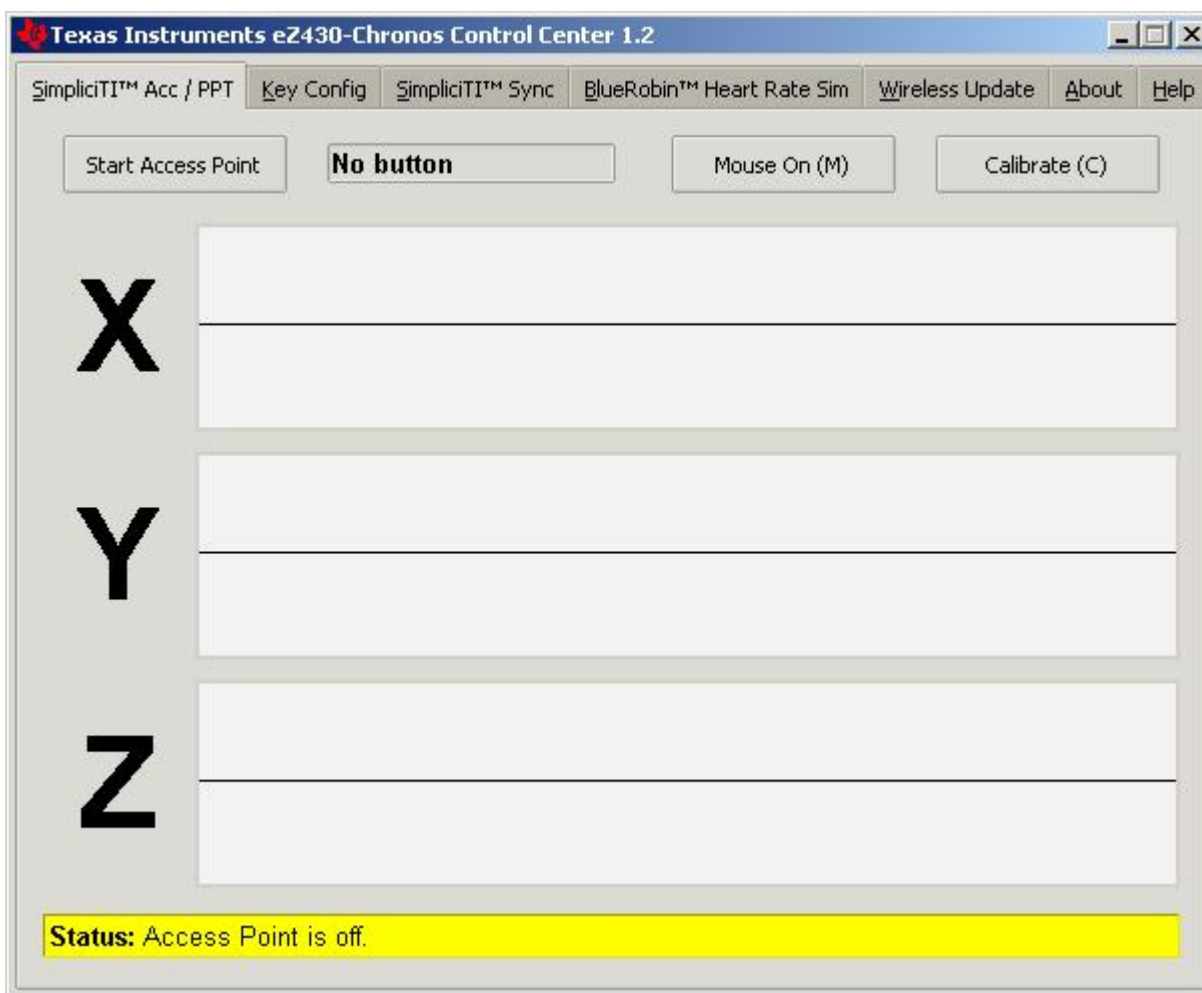 Texas Instruments eZ430-Chronos Control Center 1.2
SimpliciTI™ Acc / PPT Key Config SimpliciTI™ Sync BlueRobin™ Heart Rate Sim Wireless Update About Help
Start Access Point No button Mouse On (M) Calibrate (C)
X
Y
Z
Status: Access Point is off.